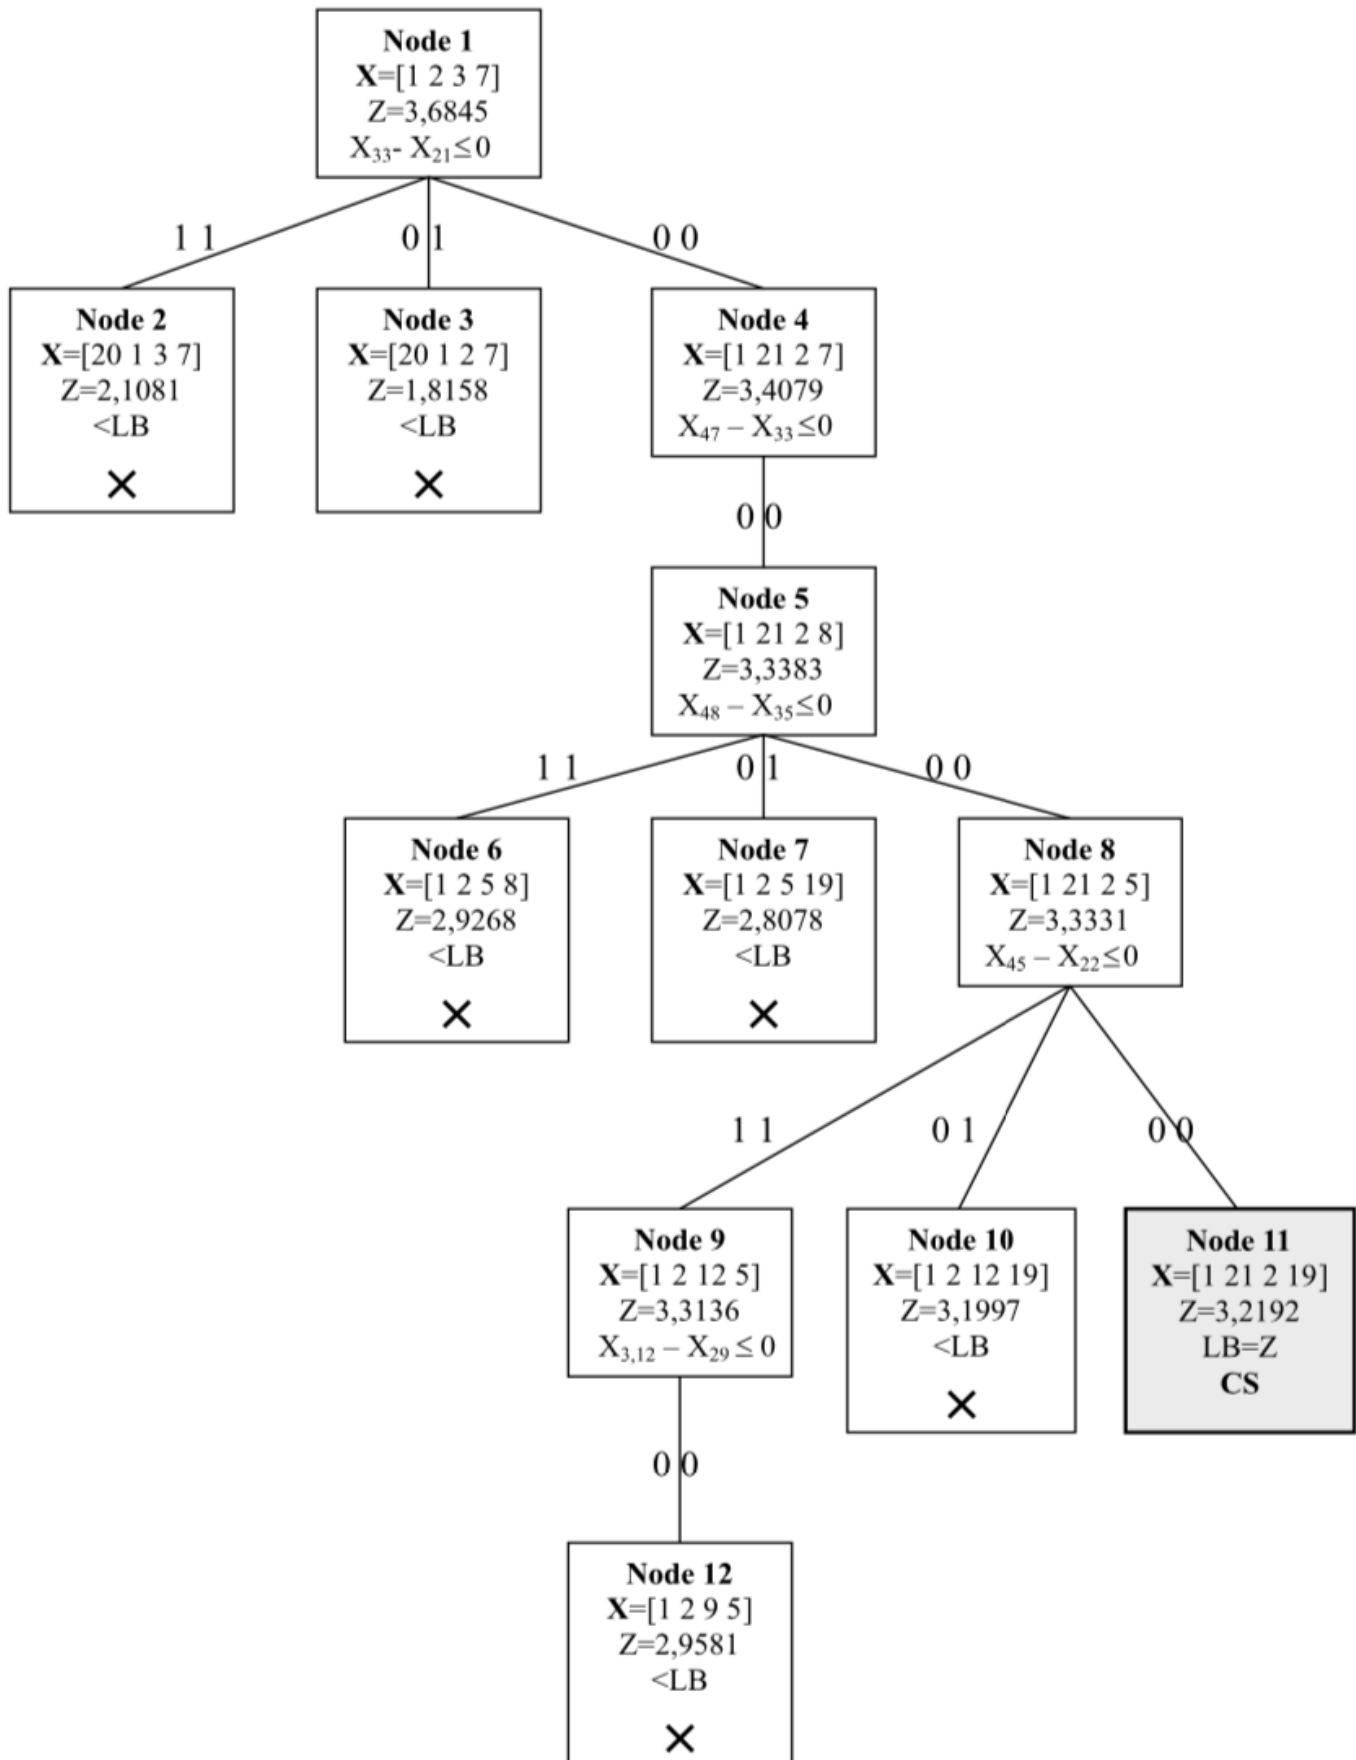 Node 1
X=[1 2 3 7]
Z=3,6845
X33- X21≤0
1 1
0 1
0 0
Node 2
X=[20 1 3 7]
Z=2,1081
<LB
Node 3
X=[20 1 2 7]
Z=1,8158
<LB
Node 4
X=[1 21 2 7]
Z=3,4079
X47 – X33≤0
0 0
Node 5
X=[1 21 2 8]
Z=3,3383
X48 – X35≤0
1 1
0 1
0 0
Node 6
X=[1 2 5 8]
Z=2,9268
<LB
Node 7
X=[1 2 5 19]
Z=2,8078
<LB
Node 8
X=[1 21 2 5]
Z=3,3331
X45 – X22≤0
1 1
0 1
0 0
Node 9
X=[1 2 12 5]
Z=3,3136
X3,12 – X29 ≤ 0
Node 10
X=[1 2 12 19]
Z=3,1997
<LB
Node 11
X=[1 21 2 19]
Z=3,2192
LB=Z
CS
0 0
Node 12
X=[1 2 9 5]
Z=2,9581
<LB